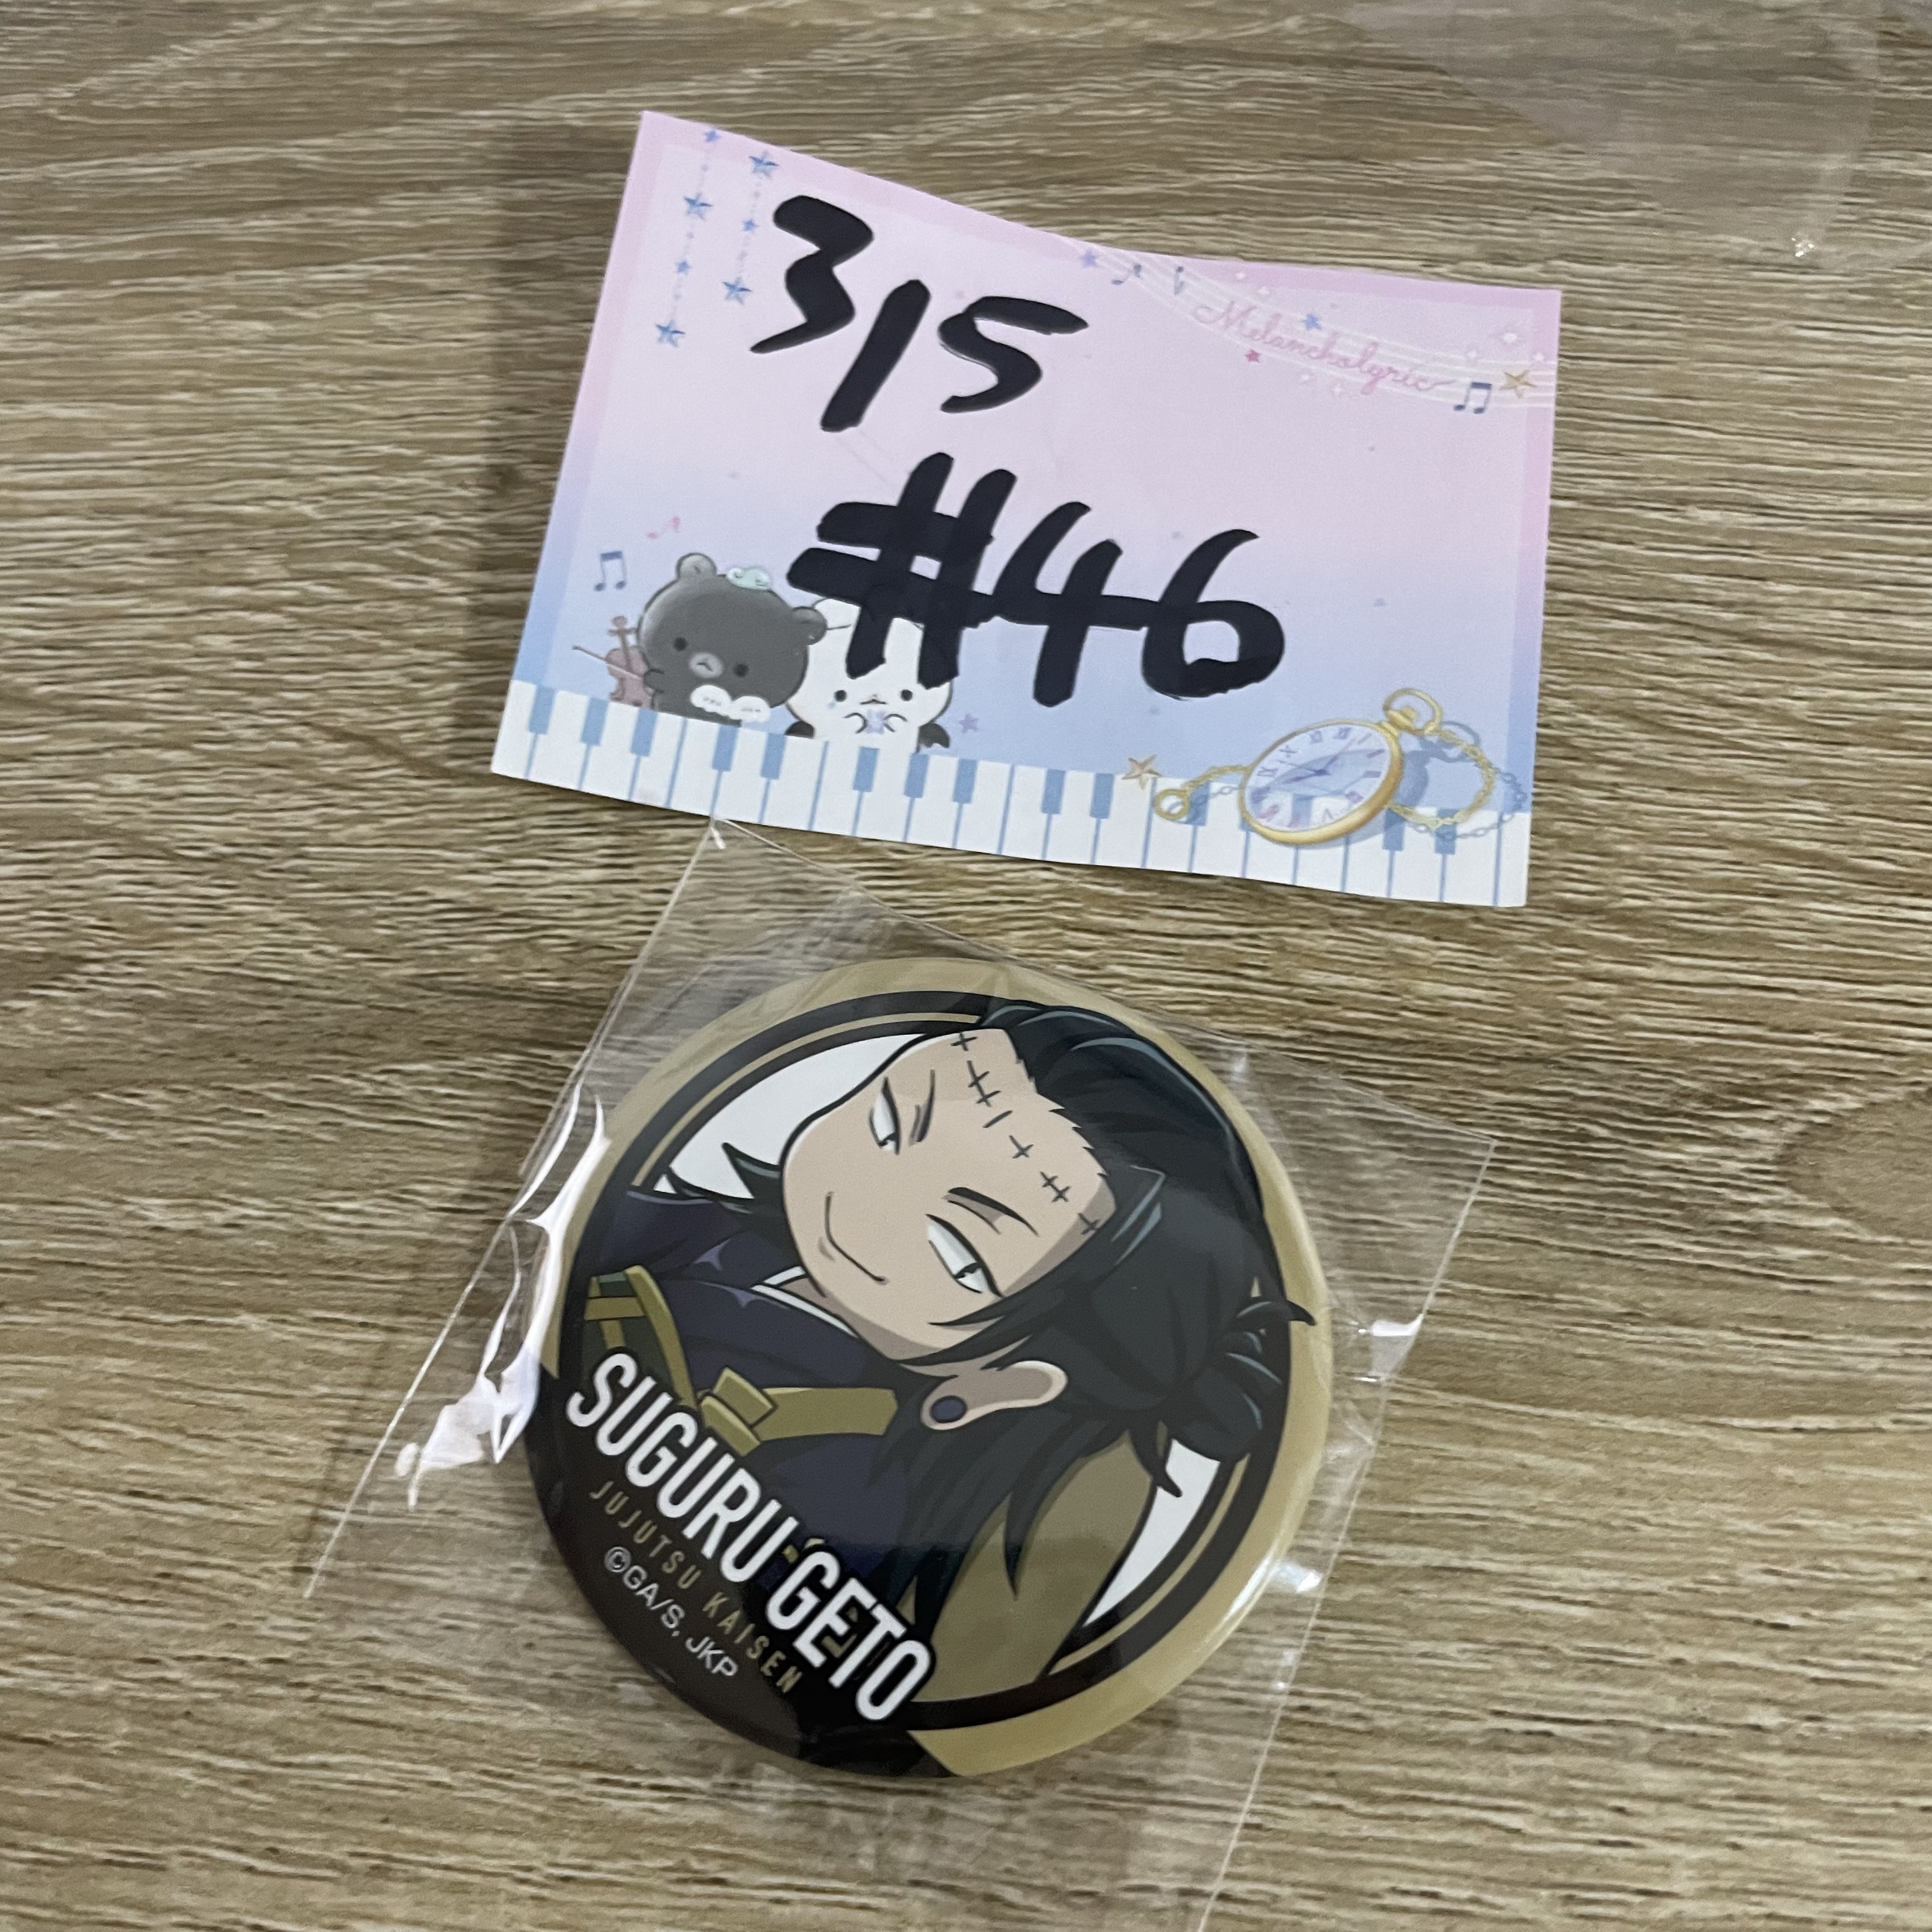 315
Melancholyric
#46
SUGURU GETO
JUJUTSU KAISEN
©GA/S, JKP